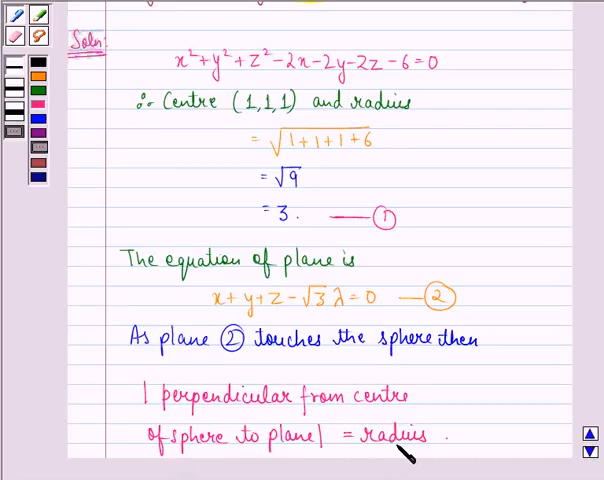 Soln:
x² + y² + z² - 2x - 2y - 2z - 6 = 0
∴ Centre (1,1,1) and radius
= √1+1+1+6
= √9
= 3. —— ①
The equation of plane is
x + y + z - √3 λ = 0 — ②
As plane ② touches the sphere then
| perpendicular from centre
of sphere to plane | = radius .